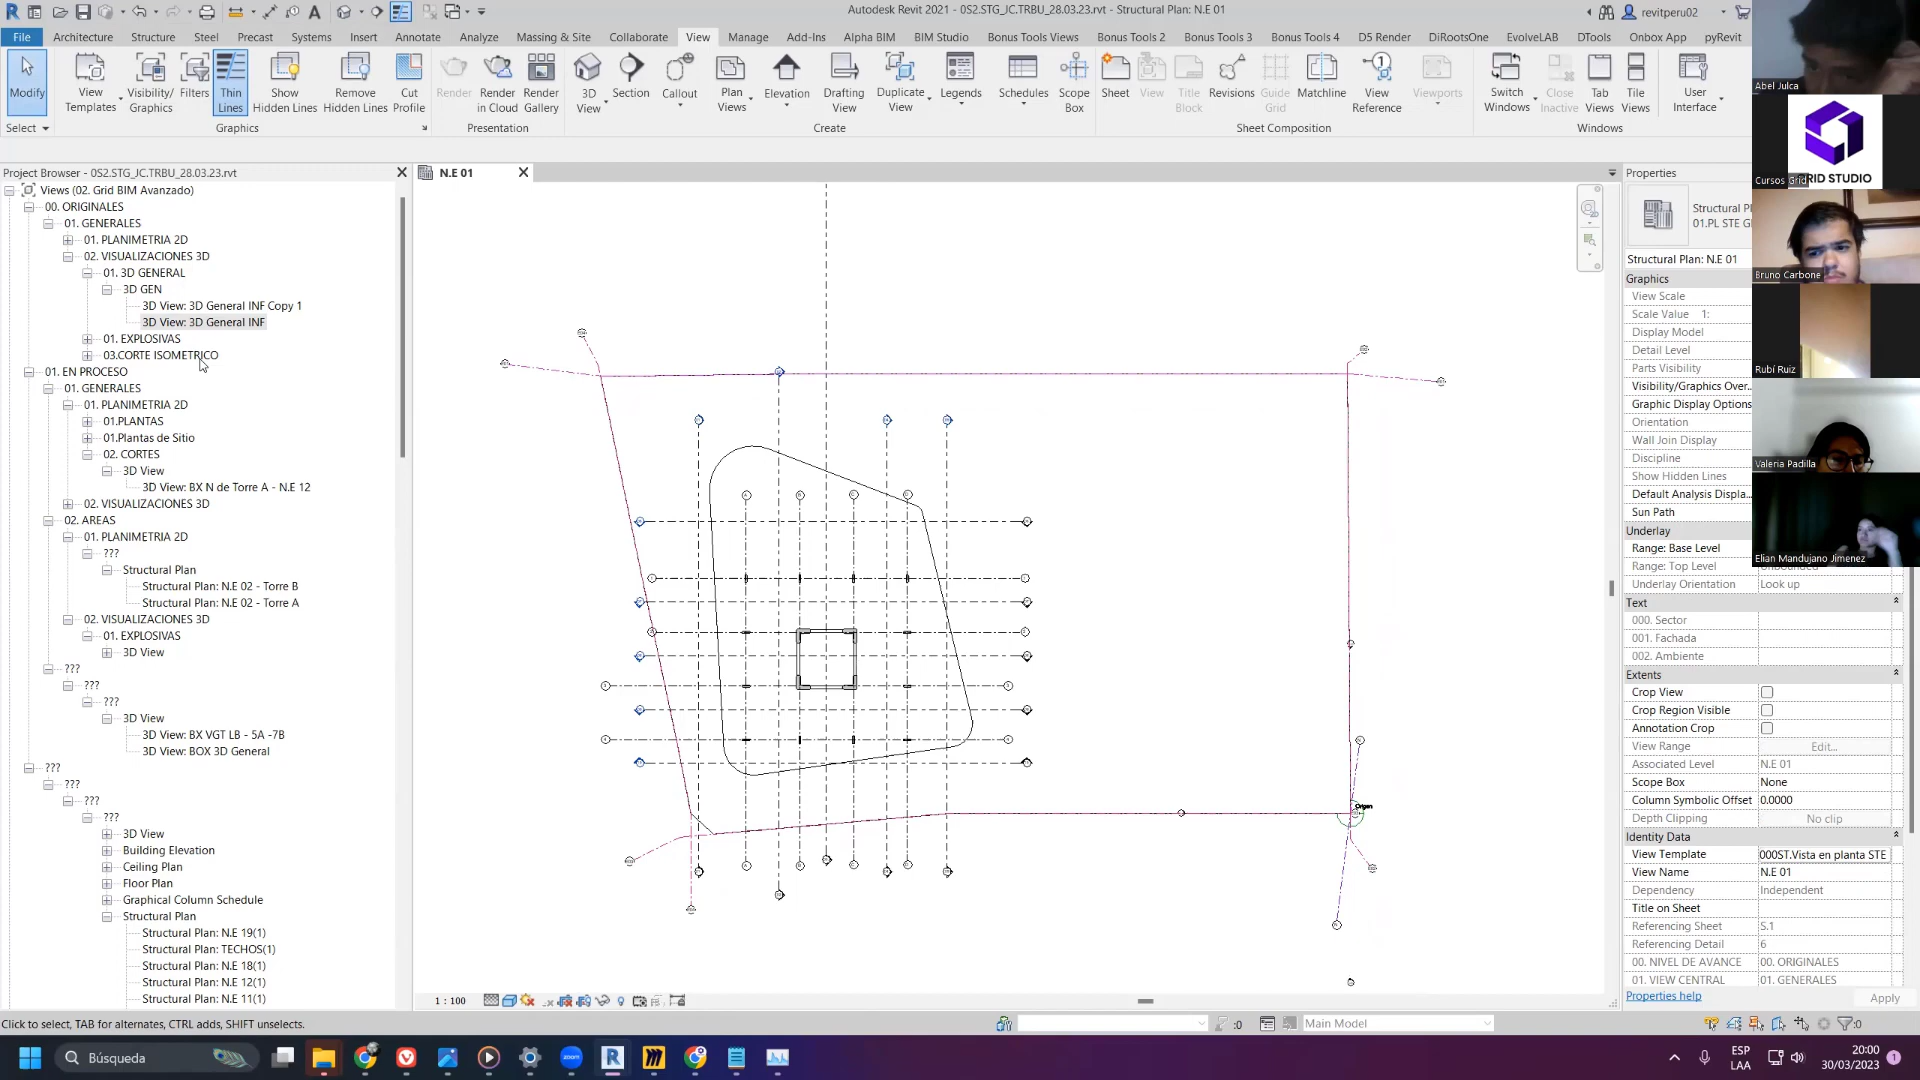 Autodesk Revit 2021 - 0S2.STG_JC.TRBU_28.03.23.rvt - Structural Plan: N.E 01
revitperu02
File Architecture Structure Steel Precast Systems Insert Annotate Analyze Massing & Site Collaborate View Manage Add-Ins Alpha BIM BIM Studio Bonus Tools Views Bonus Tools 2 Bonus Tools 3 Bonus Tools 4 D5 Render DiRootsOne EvolveLAB DTools Onbox App pyRevit
Modify
View Templates
Visibility/ Graphics
Filters
Thin Lines
Show Hidden Lines
Remove Hidden Lines
Cut Profile
Render
Render in Cloud
Render Gallery
3D View
Section
Callout
Plan Views
Elevation
Drafting View
Duplicate View
Legends
Schedules
Scope Box
Sheet
View
Title Block
Revisions
Guide Grid
Matchline
View Reference
Viewports
Switch Windows
Close Inactive
Tab Views
Tile Views
User Interface
Select
Graphics
Presentation
Create
Sheet Composition
Windows
Project Browser - 0S2.STG_JC.TRBU_28.03.23.rvt
Views (02. Grid BIM Avanzado)
00. ORIGINALES
01. GENERALES
01. PLANIMETRIA 2D
02. VISUALIZACIONES 3D
01. 3D GENERAL
3D GEN
3D View: 3D General INF Copy 1
3D View: 3D General INF
01. EXPLOSIVAS
03.CORTE ISOMETRICO
01. EN PROCESO
01. GENERALES
01. PLANIMETRIA 2D
01.PLANTAS
01.Plantas de Sitio
02. CORTES
3D View
3D View: BX N de Torre A - N.E 12
02. VISUALIZACIONES 3D
02. AREAS
01. PLANIMETRIA 2D
???
Structural Plan
Structural Plan: N.E 02 - Torre B
Structural Plan: N.E 02 - Torre A
02. VISUALIZACIONES 3D
01. EXPLOSIVAS
3D View
???
???
???
3D View
3D View: BX VGT LB - 5A -7B
3D View: BOX 3D General
???
???
???
???
3D View
Building Elevation
Ceiling Plan
Floor Plan
Graphical Column Schedule
Structural Plan
Structural Plan: N.E 19(1)
Structural Plan: TECHOS(1)
Structural Plan: N.E 18(1)
Structural Plan: N.E 12(1)
Structural Plan: N.E 11(1)
N.E 01
Origen
1 : 100
Properties
Structural Pl
01.PL STE G
Structural Plan: N.E 01
Graphics
View Scale
Scale Value 1:
Display Model
Detail Level
Parts Visibility
Visibility/Graphics Over...
Graphic Display Options
Orientation
Wall Join Display
Discipline
Show Hidden Lines
Default Analysis Displa...
Sun Path
Underlay
Range: Base Level
Range: Top Level
Underlay Orientation Look up
Text
000. Sector
001. Fachada
002. Ambiente
Extents
Crop View
Crop Region Visible
Annotation Crop
View Range Edit...
Associated Level N.E 01
Scope Box None
Column Symbolic Offset 0.0000
Depth Clipping No clip
Identity Data
View Template 000ST.Vista en planta STE
View Name N.E 01
Dependency Independent
Title on Sheet
Referencing Sheet S.1
Referencing Detail 6
00. NIVEL DE AVANCE 00. ORIGINALES
01. VIEW CENTRAL 01. GENERALES
Properties help
Apply
Abel Julca
GRID STUDIO
Cursos Grid
Bruno Carbone
Rubí Ruiz
Valeria Padilla
Elian Mandujano Jimenez
Click to select, TAB for alternates, CTRL adds, SHIFT unselects.
:0
Main Model
:0
Búsqueda
ESP
LAA
20:00
30/03/2023
1